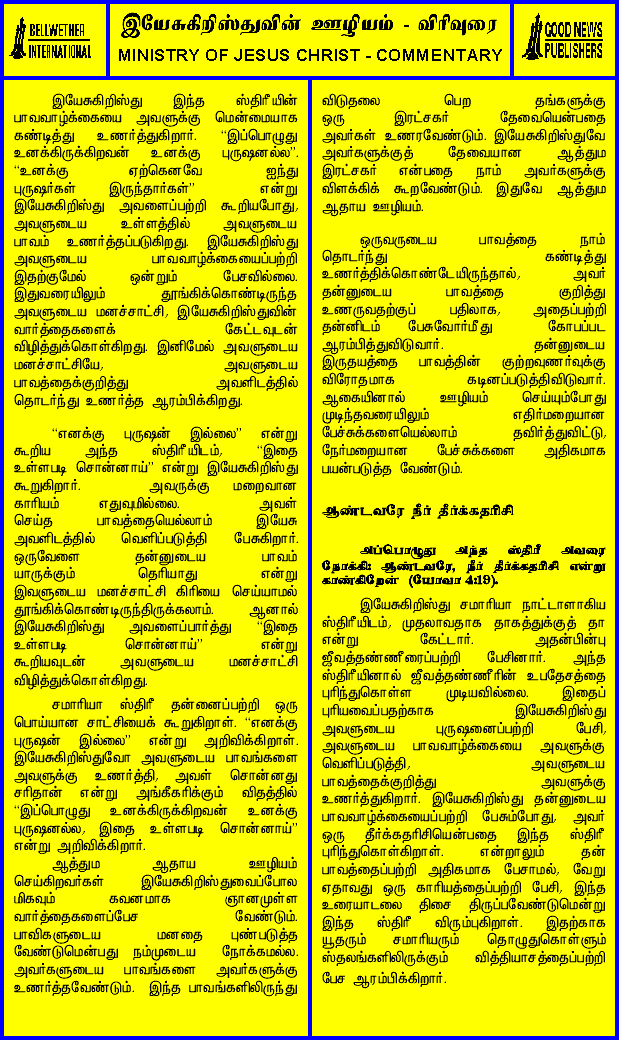 BELLWETHER
INTERNATIONAL
இயேசுகிறிஸ்துவின் ஊழியம் - விரிவுரை
MINISTRY OF JESUS CHRIST - COMMENTARY
GOOD NEWS
PUBLISHERS
இயேசுகிறிஸ்து இந்த ஸ்திரீயின்
பாவவாழ்க்கையை அவளுக்கு மென்மையாக
கண்டித்து உணர்த்துகிறார். “இப்பொழுது
உனக்கிருக்கிறவன் உனக்கு புருஷனல்ல”.
“உனக்கு ஏற்கெனவே ஐந்து
புருஷர்கள் இருந்தார்கள்” என்று
இயேசுகிறிஸ்து அவளைப்பற்றி கூறியபோது,
அவளுடைய உள்ளத்தில் அவளுடைய
பாவம் உணர்த்தப்படுகிறது. இயேசுகிறிஸ்து
அவளுடைய பாவவாழ்க்கையைப்பற்றி
இதற்குமேல் ஒன்றும் பேசவில்லை.
இதுவரையிலும் தூங்கிக்கொண்டிருந்த
அவளுடைய மனச்சாட்சி, இயேசுகிறிஸ்துவின்
வார்த்தைகளைக் கேட்டவுடன்
விழித்துக்கொள்கிறது. இனிமேல் அவளுடைய
மனச்சாட்சியே, அவளுடைய
பாவத்தைக்குறித்து அவளிடத்தில்
தொடர்ந்து உணர்த்த ஆரம்பிக்கிறது.
“எனக்கு புருஷன் இல்லை” என்று
கூறிய அந்த ஸ்திரீயிடம், “இதை
உள்ளபடி சொன்னாய்” என்று இயேசுகிறிஸ்து
கூறுகிறார். அவருக்கு மறைவான
காரியம் எதுவுமில்லை. அவள்
செய்த பாவத்தையெல்லாம் இயேசு
அவளிடத்தில் வெளிப்படுத்தி பேசுகிறார்.
ஒருவேளை தன்னுடைய பாவம்
யாருக்கும் தெரியாது என்று
இவளுடைய மனச்சாட்சி கிரியை செய்யாமல்
தூங்கிக்கொண்டிருந்திருக்கலாம். ஆனால்
இயேசுகிறிஸ்து அவளைப்பார்த்து “இதை
உள்ளபடி சொன்னாய்” என்று
கூறியவுடன் அவளுடைய மனச்சாட்சி
விழித்துக்கொள்கிறது.
சமாரியா ஸ்திரீ தன்னைப்பற்றி ஒரு
பொய்யான சாட்சியைக் கூறுகிறாள். “எனக்கு
புருஷன் இல்லை” என்று அறிவிக்கிறாள்.
இயேசுகிறிஸ்துவோ அவளுடைய பாவங்களை
அவளுக்கு உணர்த்தி, அவள் சொன்னது
சரிதான் என்று அங்கீகரிக்கும் விதத்தில்
“இப்பொழுது உனக்கிருக்கிறவன் உனக்கு
புருஷனல்ல, இதை உள்ளபடி சொன்னாய்”
என்று அறிவிக்கிறார்.
ஆத்தும ஆதாய ஊழியம்
செய்கிறவர்கள் இயேசுகிறிஸ்துவைப்போல
மிகவும் கவனமாக ஞானமுள்ள
வார்த்தைகளைப்பேச வேண்டும்.
பாவிகளுடைய மனதை புண்படுத்த
வேண்டுமென்பது நம்முடைய நோக்கமல்ல.
அவர்களுடைய பாவங்களை அவர்களுக்கு
உணர்த்தவேண்டும். இந்த பாவங்களிலிருந்து
விடுதலை பெற தங்களுக்கு
ஒரு இரட்சகர் தேவையென்பதை
அவர்கள் உணரவேண்டும். இயேசுகிறிஸ்துவே
அவர்களுக்குத் தேவையான ஆத்தும
இரட்சகர் என்பதை நாம் அவர்களுக்கு
விளக்கிக் கூறவேண்டும். இதுவே ஆத்தும
ஆதாய ஊழியம்.
ஒருவருடைய பாவத்தை நாம்
தொடர்ந்து கண்டித்து
உணர்த்திக்கொண்டேயிருந்தால், அவர்
தன்னுடைய பாவத்தை குறித்து
உணருவதற்குப் பதிலாக, அதைப்பற்றி
தன்னிடம் பேசுவோர்மீது கோபப்பட
ஆரம்பித்துவிடுவார். தன்னுடைய
இருதயத்தை பாவத்தின் குற்றவுணர்வுக்கு
விரோதமாக கடினப்படுத்திவிடுவார்.
ஆகையினால் ஊழியம் செய்யும்போது
முடிந்தவரையிலும் எதிர்மறையான
பேச்சுக்களையெல்லாம் தவிர்த்துவிட்டு,
நேர்மறையான பேச்சுக்களை அதிகமாக
பயன்படுத்த வேண்டும்.
ஆண்டவரே நீர் தீர்க்கதரிசி
அப்பொழுது அந்த ஸ்திரீ அவரை
நோக்கி: ஆண்டவரே, நீர் தீர்க்கதரிசி என்று
காண்கிறேன் (யோவா 4:19).
இயேசுகிறிஸ்து சமாரியா நாட்டாளாகிய
ஸ்திரீயிடம், முதலாவதாக தாகத்துக்குத் தா
என்று கேட்டார். அதன்பின்பு
ஜீவத்தண்ணீரைப்பற்றி பேசினார். அந்த
ஸ்திரீயினால் ஜீவத்தண்ணீரின் உபதேசத்தை
புரிந்துகொள்ள முடியவில்லை. இதைப்
புரியவைப்பதற்காக இயேசுகிறிஸ்து
அவளுடைய புருஷனைப்பற்றி பேசி,
அவளுடைய பாவவாழ்க்கையை அவளுக்கு
வெளிப்படுத்தி, அவளுடைய
பாவத்தைக்குறித்து அவளுக்கு
உணர்த்துகிறார். இயேசுகிறிஸ்து தன்னுடைய
பாவவாழ்க்கையைப்பற்றி பேசும்போது, அவர்
ஒரு தீர்க்கதரிசியென்பதை இந்த ஸ்திரீ
புரிந்துகொள்கிறாள். என்றாலும் தன்
பாவத்தைப்பற்றி அதிகமாக பேசாமல், வேறு
ஏதாவது ஒரு காரியத்தைப்பற்றி பேசி, இந்த
உரையாடலை திசை திருப்பவேண்டுமென்று
இந்த ஸ்திரீ விரும்புகிறாள். இதற்காக
யூதரும் சமாரியரும் தொழுதுகொள்ளும்
ஸ்தலங்களிலிருக்கும் வித்தியாசத்தைப்பற்றி
பேச ஆரம்பிக்கிறார்.